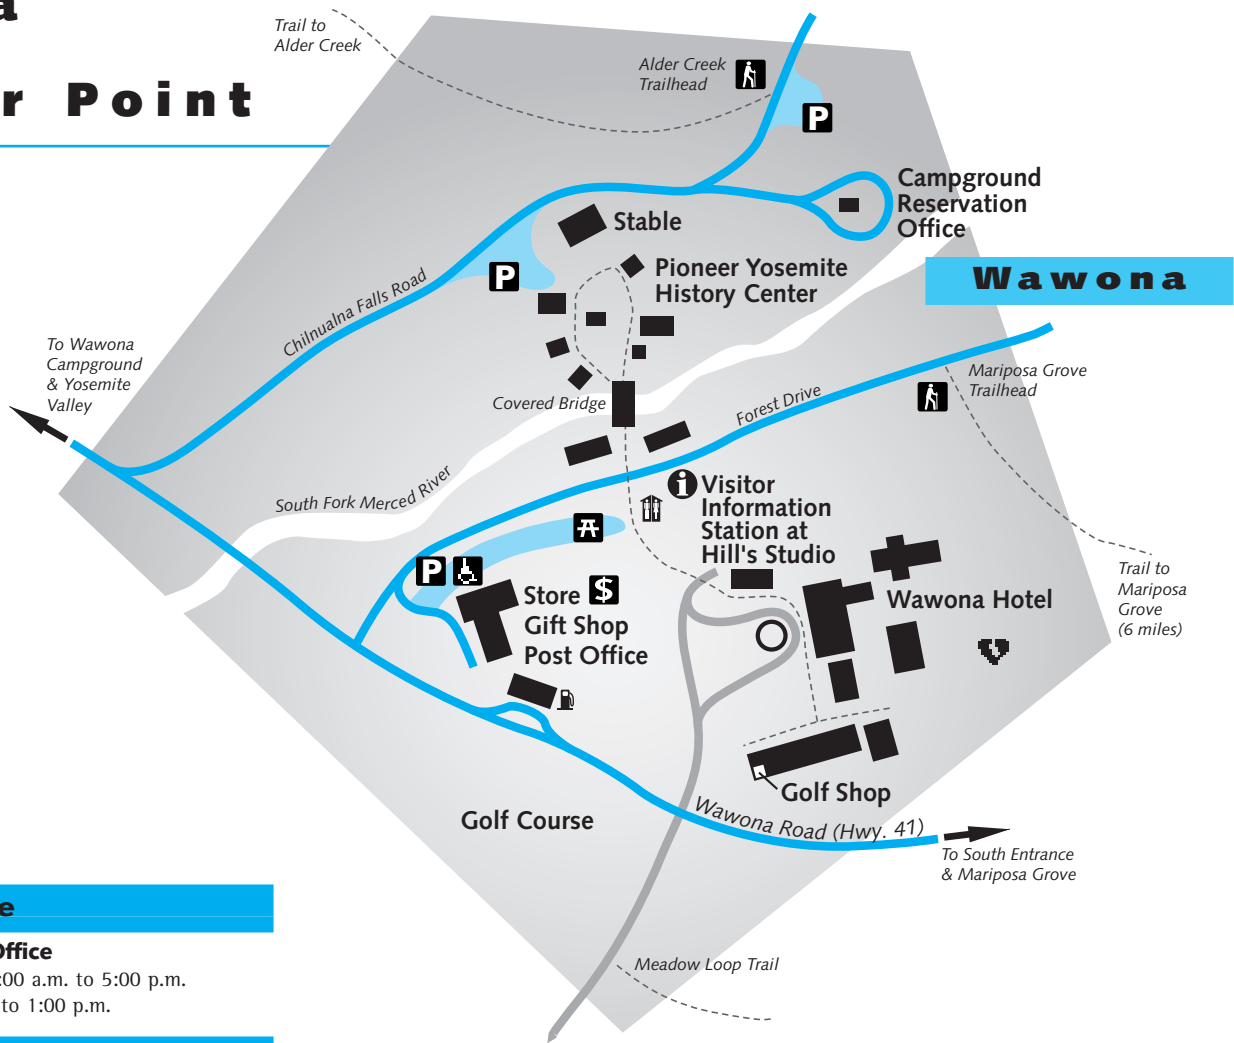 a
r Point
Trail to
Alder Creek
Alder Creek
Trailhead
P
Campground
Reservation
Office
Stable
Wawona
Pioneer Yosemite
History Center
P
Chilnualna Falls Road
To Wawona
Campground
& Yosemite
Valley
Mariposa Grove
Trailhead
Covered Bridge
Forest Drive
South Fork Merced River
i
Visitor
Information
Station at
Hill's Studio
P
Store $
Gift Shop
Post Office
Wawona Hotel
Trail to
Mariposa
Grove
(6 miles)
Golf Shop
Golf Course
Wawona Road (Hwy. 41)
To South Entrance
& Mariposa Grove
e
Office
:00 a.m. to 5:00 p.m.
to 1:00 p.m.
Meadow Loop Trail